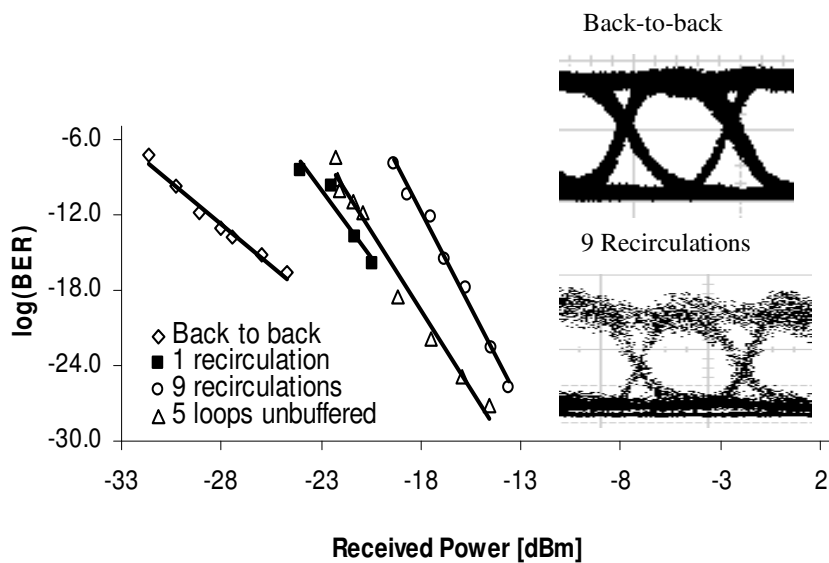 Back-to-back
9 Recirculations
-6.0
-12.0
-18.0
-24.0
-30.0
log(BER)
Back to back
1 recirculation
9 recirculations
5 loops unbuffered
-33 -28 -23 -18 -13 -8 -3 2
Received Power [dBm]